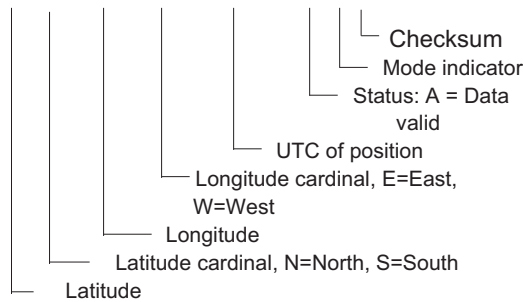 Checksum
Mode indicator
Status: A = Data
valid
UTC of position
Longitude cardinal, E=East,
W=West
Longitude
Latitude cardinal, N=North, S=South
Latitude